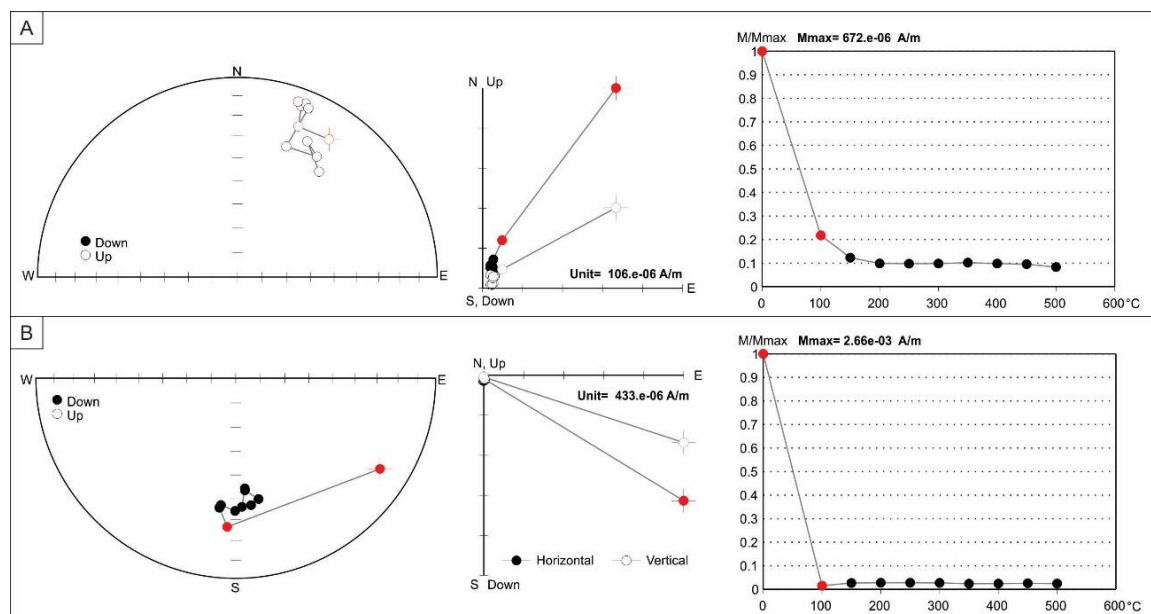 A
N
W
E
Down
Up
N Up
E
S, Down
Unit= 106.e-06 A/m
M/Mmax Mmax= 672.e-06 A/m
1
0.9
0.8
0.7
0.6
0.5
0.4
0.3
0.2
0.1
0
0 100 200 300 400 500 600°C
B
W
E
S
Down
Up
N, Up
E
Unit= 433.e-06 A/m
S Down
Horizontal
Vertical
M/Mmax Mmax= 2.66e-03 A/m
1
0.9
0.8
0.7
0.6
0.5
0.4
0.3
0.2
0.1
0
0 100 200 300 400 500 600°C